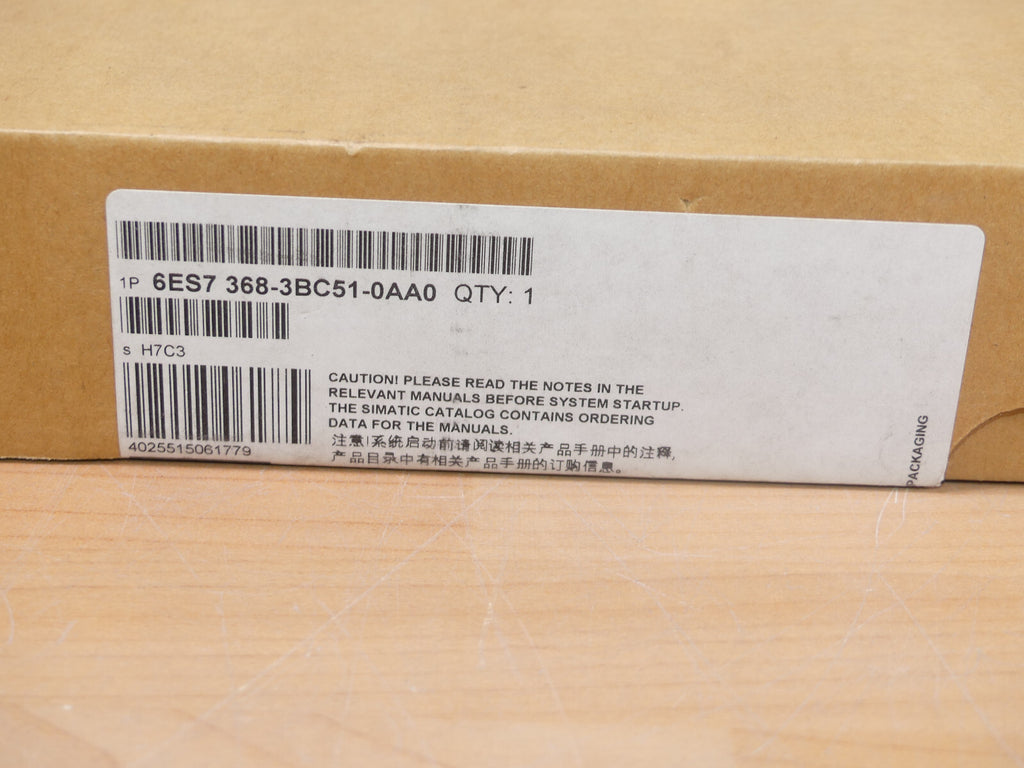 1P 6ES7 368-3BC51-0AA0 QTY: 1
S H7C3
4025515061779
CAUTION! PLEASE READ THE NOTES IN THE
RELEVANT MANUALS BEFORE SYSTEM STARTUP.
THE SIMATIC CATALOG CONTAINS ORDERING
DATA FOR THE MANUALS.
注意!系统启动前请阅读相关产品手册中的注释,
产品目录中有相关产品手册的订购信息。
PACKAGING